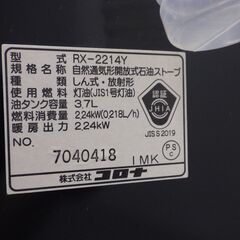 型式 RX-2214Y
規格名称 自然通気形開放式石油ストーブ
種類 しん式・放射形
使用燃料 灯油(JIS1号灯油)
油タンク容量 3.7L
燃料消費量 2.24kW(0.218L/h)
暖房出力 2.24kW
認証
JHIA
JIS S 2019
NO. 7040418 IMK
PS C
株式会社コロナ